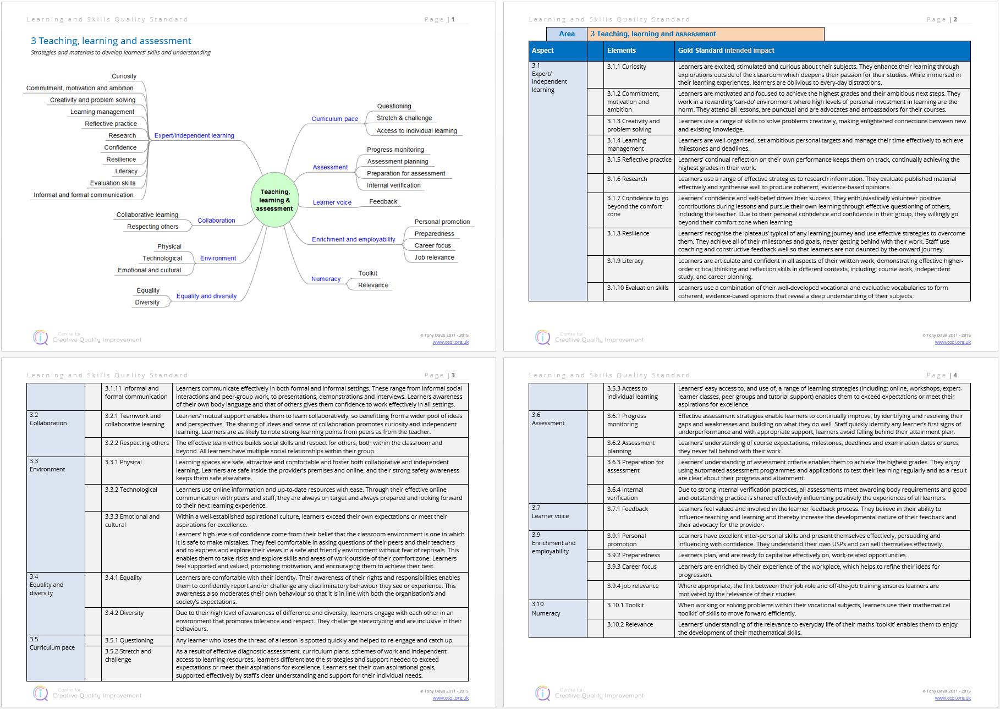 Learning and Skills Quality Standard
Page | 1
3 Teaching, learning and assessment
Strategies and materials to develop learners' skills and understanding
Curiosity
Commitment, motivation and ambition
Creativity and problem solving
Learning management
Reflective practice
Research
Confidence
Resilience
Literacy
Evaluation skills
Informal and formal communication
Expert/independent learning
Collaborative learning
Respecting others
Collaboration
Physical
Technological
Emotional and cultural
Environment
Equality
Diversity
Equality and diversity
Teaching,
learning &
assessment
Curriculum pace
Questioning
Stretch & challenge
Access to individual learning
Assessment
Progress monitoring
Assessment planning
Preparation for assessment
Internal verification
Learner voice
Feedback
Enrichment and employability
Personal promotion
Preparedness
Career focus
Job relevance
Numeracy
Toolkit
Relevance
Centre for
Creative Quality Improvement
© Tony Davis 2011 - 2015
www.ccqi.org.uk
Learning and Skills Quality Standard
Page | 2
Area
3 Teaching, learning and assessment
Aspect
Elements
Gold Standard intended impact
3.1
Expert/
independent
learning
3.1.1 Curiosity
Learners are excited, stimulated and curious about their subjects. They enhance their learning through
explorations outside of the classroom which deepens their passion for their studies. While immersed in
their learning experiences, learners are oblivious to every-day distractions.
3.1.2 Commitment,
motivation and
ambition
Learners are motivated and focused to achieve the highest grades and their ambitious next steps. They
work in a rewarding 'can-do' environment where high levels of personal investment in learning are the
norm. They attend all lessons, are punctual and are advocates and ambassadors for their courses.
3.1.3 Creativity and
problem solving
Learners use a range of skills to solve problems creatively, making enlightened connections between new
and existing knowledge.
3.1.4 Learning
management
Learners are well-organised, set ambitious personal targets and manage their time effectively to achieve
milestones and deadlines.
3.1.5 Reflective practice
Learners' continual reflection on their own performance keeps them on track, continually achieving the
highest grades in their work.
3.1.6 Research
Learners use a range of effective strategies to research information. They evaluate published material
effectively and synthesise well to produce coherent, evidence-based opinions.
3.1.7 Confidence to go
beyond the comfort
zone
Learners' confidence and self-belief drives their success. They enthusiastically volunteer positive
contributions during lessons and pursue their own learning through effective questioning of others,
including the teacher. Due to their personal confidence and confidence in their group, they willingly go
beyond their comfort zone when learning.
3.1.8 Resilience
Learners' recognise the 'plateaus' typical of any learning journey and use effective strategies to overcome
them. They achieve all of their milestones and goals, never getting behind with their work. Staff use
coaching and constructive feedback well so that learners are not daunted by the onward journey.
3.1.9 Literacy
Learners are articulate and confident in all aspects of their written work, demonstrating effective higher-
order critical thinking and reflection skills in different contexts, including: course work, independent
study, and career planning.
3.1.10 Evaluation skills
Learners use a combination of their well-developed vocational and evaluative vocabularies to form
coherent, evidence-based opinions that reveal a deep understanding of their subjects.
Centre for
Creative Quality Improvement
© Tony Davis 2011 - 2015
www.ccqi.org.uk
Learning and Skills Quality Standard
Page | 3
3.1.11 Informal and
formal communication
Learners communicate effectively in both formal and informal settings. These range from informal social
interactions and peer-group work, to presentations, demonstrations and interviews. Learners awareness
of their own body language and that of others gives them confidence to work effectively in all settings.
3.2
Collaboration
3.2.1 Teamwork and
collaborative learning
Learners' mutual support enables them to learn collaboratively, so benefitting from a wider pool of ideas
and perspectives. The sharing of ideas and sense of collaboration promotes curiosity and independent
learning. Learners are as likely to note strong learning points from peers as from the teacher.
3.2.2 Respecting others
The effective team ethos builds social skills and respect for others, both within the classroom and
beyond. All learners have multiple social relationships within their group.
3.3
Environment
3.3.1 Physical
Learning spaces are safe, attractive and comfortable and foster both collaborative and independent
learning. Learners are safe inside the provider's premises and online, and their strong safety awareness
keeps them safe elsewhere.
3.3.2 Technological
Learners use online information and up-to-date resources with ease. Through their effective online
communication with peers and staff, they are always on target and always prepared and looking forward
to their next learning experience.
3.3.3 Emotional and
cultural
Within a well-established aspirational culture, learners exceed their own expectations or meet their
aspirations for excellence.
Learners' high levels of confidence come from their belief that the classroom environment is one in which
it is safe to make mistakes. They feel comfortable in asking questions of their peers and their teachers
and to express and explore their views in a safe and friendly environment without fear of reprisals. This
enables them to take risks and explore skills and areas of work outside of their comfort zone. Learners
feel supported and valued, promoting motivation, and encouraging them to achieve their best.
3.4
Equality and
diversity
3.4.1 Equality
Learners are comfortable with their identity. Their awareness of their rights and responsibilities enables
them to confidently report and/or challenge any discriminatory behaviour they see or experience. This
awareness also moderates their own behaviour so that it is in line with both the organisation's and
society's expectations.
3.4.2 Diversity
Due to their high level of awareness of difference and diversity, learners engage with each other in an
environment that promotes tolerance and respect. They challenge stereotyping and are inclusive in their
behaviours.
3.5
Curriculum pace
3.5.1 Questioning
Any learner who loses the thread of a lesson is spotted quickly and helped to re-engage and catch up.
3.5.2 Stretch and
challenge
As a result of effective diagnostic assessment, curriculum plans, schemes of work and independent
access to learning resources, learners differentiate the strategies and support needed to exceed
expectations or meet their aspirations for excellence. Learners set their own aspirational goals,
supported effectively by staff's clear understanding and support for their individual needs.
Centre for
Creative Quality Improvement
© Tony Davis 2011 - 2015
www.ccqi.org.uk
Learning and Skills Quality Standard
Page | 4
3.5.3 Access to
individual learning
Learners' easy access to, and use of, a range of learning strategies (including: online, workshops, expert-
learner classes, peer groups and tutorial support) enables them to exceed expectations or meet their
aspirations for excellence.
3.6
Assessment
3.6.1 Progress
monitoring
Effective assessment strategies enable learners to continually improve, by identifying and resolving their
gaps and weaknesses and building on what they do well. Staff quickly identify any learner's first signs of
underperformance and with appropriate support, learners avoid falling behind their attainment plan.
3.6.2 Assessment
planning
Learners' understanding of course expectations, milestones, deadlines and examination dates ensures
they never fall behind with their work.
3.6.3 Preparation for
assessment
Learners' understanding of assessment criteria enables them to achieve the highest grades. They enjoy
using automated assessment programmes and applications to test their learning regularly and as a result
are clear about their progress and attainment.
3.6.4 Internal
verification
Due to strong internal verification practices, all assessments meet awarding body requirements and good
and outstanding practice is shared effectively influencing positively the experiences of all learners.
3.7
Learner voice
3.7.1 Feedback
Learners feel valued and involved in the learner feedback process. They believe in their ability to
influence teaching and learning and thereby increase the developmental nature of their feedback and
their advocacy for the provider.
3.9
Enrichment and
employability
3.9.1 Personal
promotion
Learners have excellent inter-personal skills and present themselves effectively, persuading and
influencing with confidence. They understand their own USPs and can sell themselves effectively.
3.9.2 Preparedness
Learners plan, and are ready to capitalise effectively on, work-related opportunities.
3.9.3 Career focus
Learners are enriched by their experience of the workplace, which helps to refine their ideas for
progression.
3.9.4 Job relevance
Where appropriate, the link between their job role and off-the-job training ensures learners are
motivated by the relevance of their studies.
3.10
Numeracy
3.10.1 Toolkit
When working or solving problems within their vocational subjects, learners use their mathematical
'toolkit' of skills to move forward efficiently.
3.10.2 Relevance
Learners' understanding of the relevance to everyday life of their maths 'toolkit' enables them to enjoy
the development of their mathematical skills.
Centre for
Creative Quality Improvement
© Tony Davis 2011 - 2015
www.ccqi.org.uk